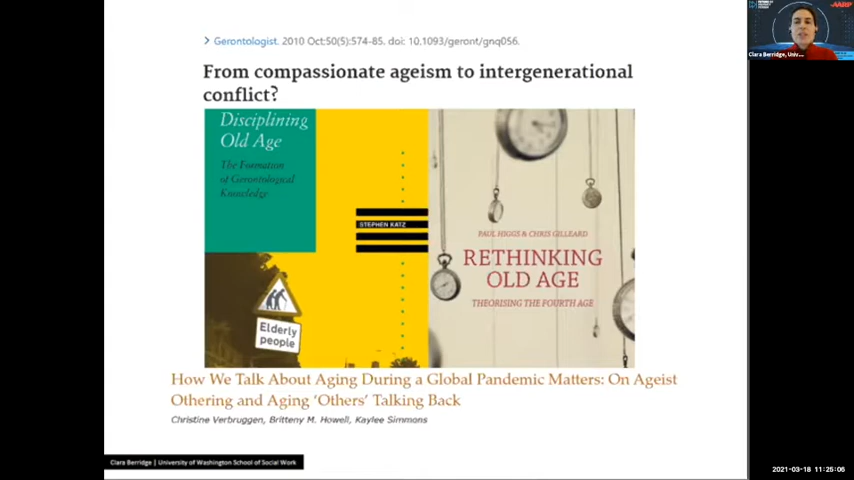 Gerontologist. 2010 Oct;50(5):574-85. doi: 10.1093/geront/gnq056.
From compassionate ageism to intergenerational
conflict?
Disciplining
Old Age
The Formation
of Gerontological
Knowledge
STEPHEN KATZ
Elderly
people
PAUL HIGGS & CHRIS GILLEARD
RETHINKING
OLD AGE
THEORISING THE FOURTH AGE
How We Talk About Aging During a Global Pandemic Matters: On Ageist
Othering and Aging ‘Others’ Talking Back
Christine Verbruggen, Britteny M. Howell, Kaylee Simmons
Clara Berridge | University of Washington School of Social Work
AARP
Clara Berridge, Univ...
2021-03-18 11:25:06